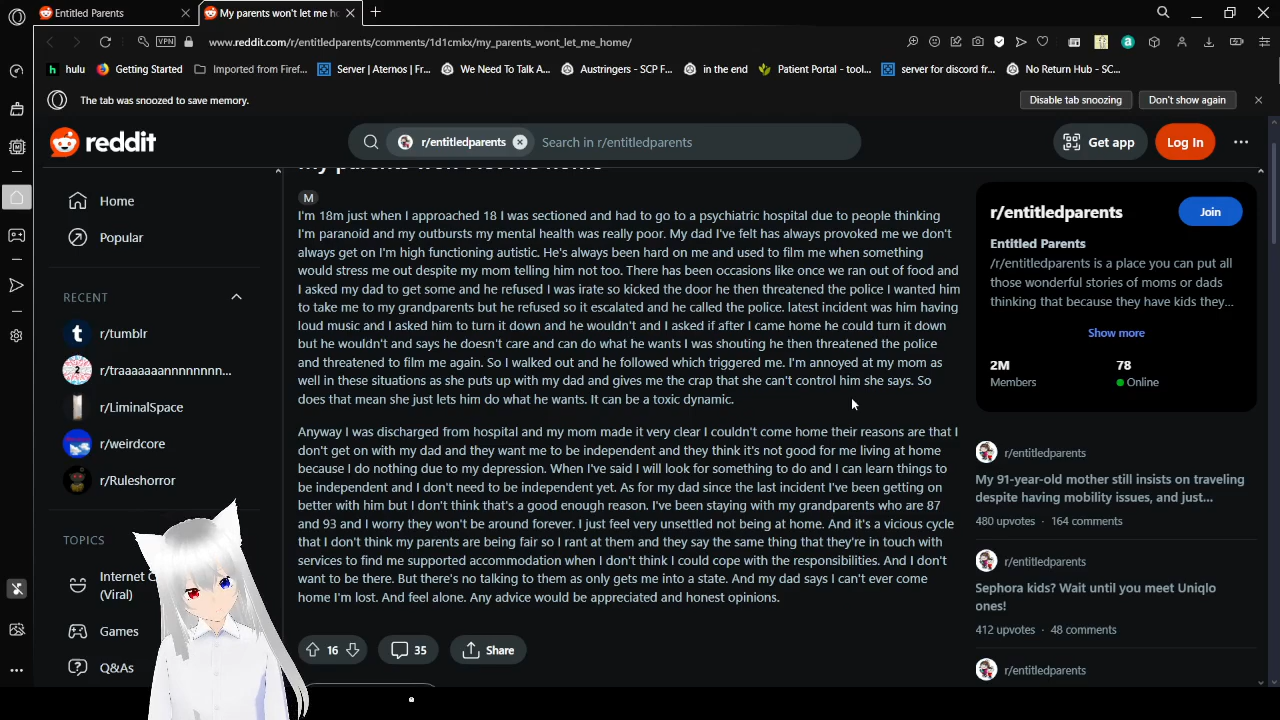 Entitled Parents
My parents won't let me ho
www.reddit.com/r/entitledparents/comments/1d1cmkx/my_parents_wont_let_me_home/
VPN
hulu
Getting Started
Imported from Firef...
Server | Aternos | Fr...
We Need To Talk A...
Austringers - SCP F...
in the end
Patient Portal - tool...
server for discord fr...
No Return Hub - SC...
The tab was snoozed to save memory.
Disable tab snoozing
Don't show again
reddit
r/entitledparents
Search in r/entitledparents
Get app
Log In
My parents won't let me home
M
I'm 18m just when I approached 18 I was sectioned and had to go to a psychiatric hospital due to people thinking
I'm paranoid and my outbursts my mental health was really poor. My dad I've felt has always provoked me we don't
always get on I'm high functioning autistic. He's always been hard on me and used to film me when something
would stress me out despite my mom telling him not too. There has been occasions like once we ran out of food and
I asked my dad to get some and he refused I was irate so kicked the door he then threatened the police I wanted him
to take me to my grandparents but he refused so it escalated and he called the police. latest incident was him having
loud music and I asked him to turn it down and he wouldn't and I asked if after I came home he could turn it down
but he wouldn't and says he doesn't care and can do what he wants I was shouting he then threatened the police
and threatened to film me again. So I walked out and he followed which triggered me. I'm annoyed at my mom as
well in these situations as she puts up with my dad and gives me the crap that she can't control him she says. So
does that mean she just lets him do what he wants. It can be a toxic dynamic.
Anyway I was discharged from hospital and my mom made it very clear I couldn't come home their reasons are that I
don't get on with my dad and they want me to be independent and they think it's not good for me living at home
because I do nothing due to my depression. When I've said I will look for something to do and I can learn things to
be independent and I don't need to be independent yet. As for my dad since the last incident I've been getting on
better with him but I don't think that's a good enough reason. I've been staying with my grandparents who are 87
and 93 and I worry they won't be around forever. I just feel very unsettled not being at home. And it's a vicious cycle
that I don't think my parents are being fair so I rant at them and they say the same thing that they're in touch with
services to find me supported accommodation when I don't think I could cope with the responsibilities. And I don't
want to be there. But there's no talking to them as only gets me into a state. And my dad says I can't ever come
home I'm lost. And feel alone. Any advice would be appreciated and honest opinions.
16
35
Share
Home
Popular
RECENT
r/tumblr
r/traaaaaaannnnnnnn...
r/LiminalSpace
r/weirdcore
r/Ruleshorror
TOPICS
Internet C
(Viral)
Games
Q&As
r/entitledparents
Join
Entitled Parents
/r/entitledparents is a place you can put all
those wonderful stories of moms or dads
thinking that because they have kids they...
Show more
2M
78
Members
Online
r/entitledparents
My 91-year-old mother still insists on traveling
despite having mobility issues, and just...
480 upvotes · 164 comments
r/entitledparents
Sephora kids? Wait until you meet Uniqlo
ones!
412 upvotes · 48 comments
r/entitledparents